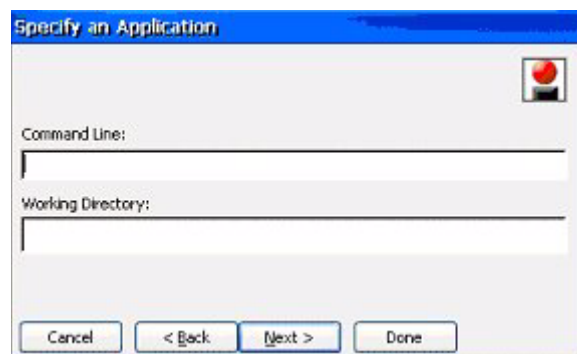 Specify an Application
Command Line:
Working Directory:
Cancel < Back Next > Done